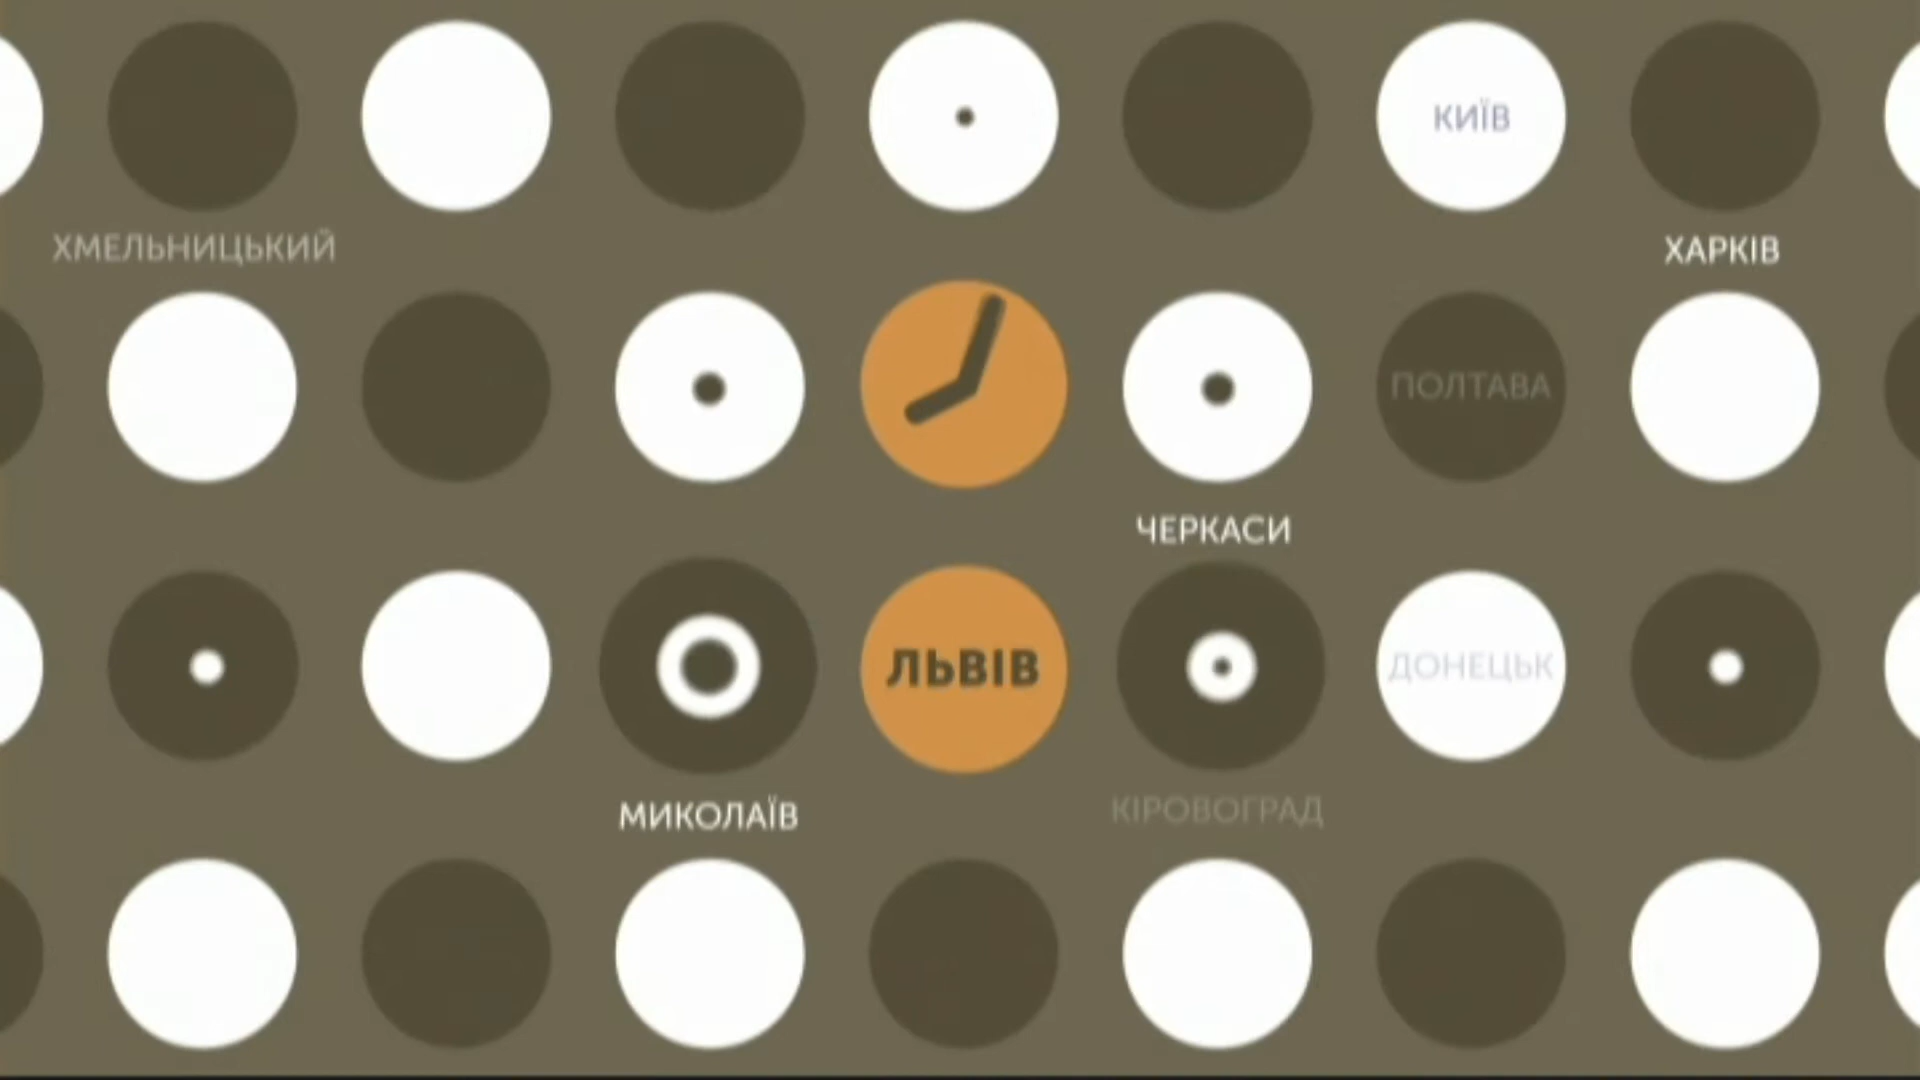 КИЇВ
ХМЕЛЬНИЦЬКИЙ
ХАРКІВ
ПОЛТАВА
ЧЕРКАСИ
ЛЬВІВ
ДОНЕЦЬК
МИКОЛАЇВ
КІРОВОГРАД